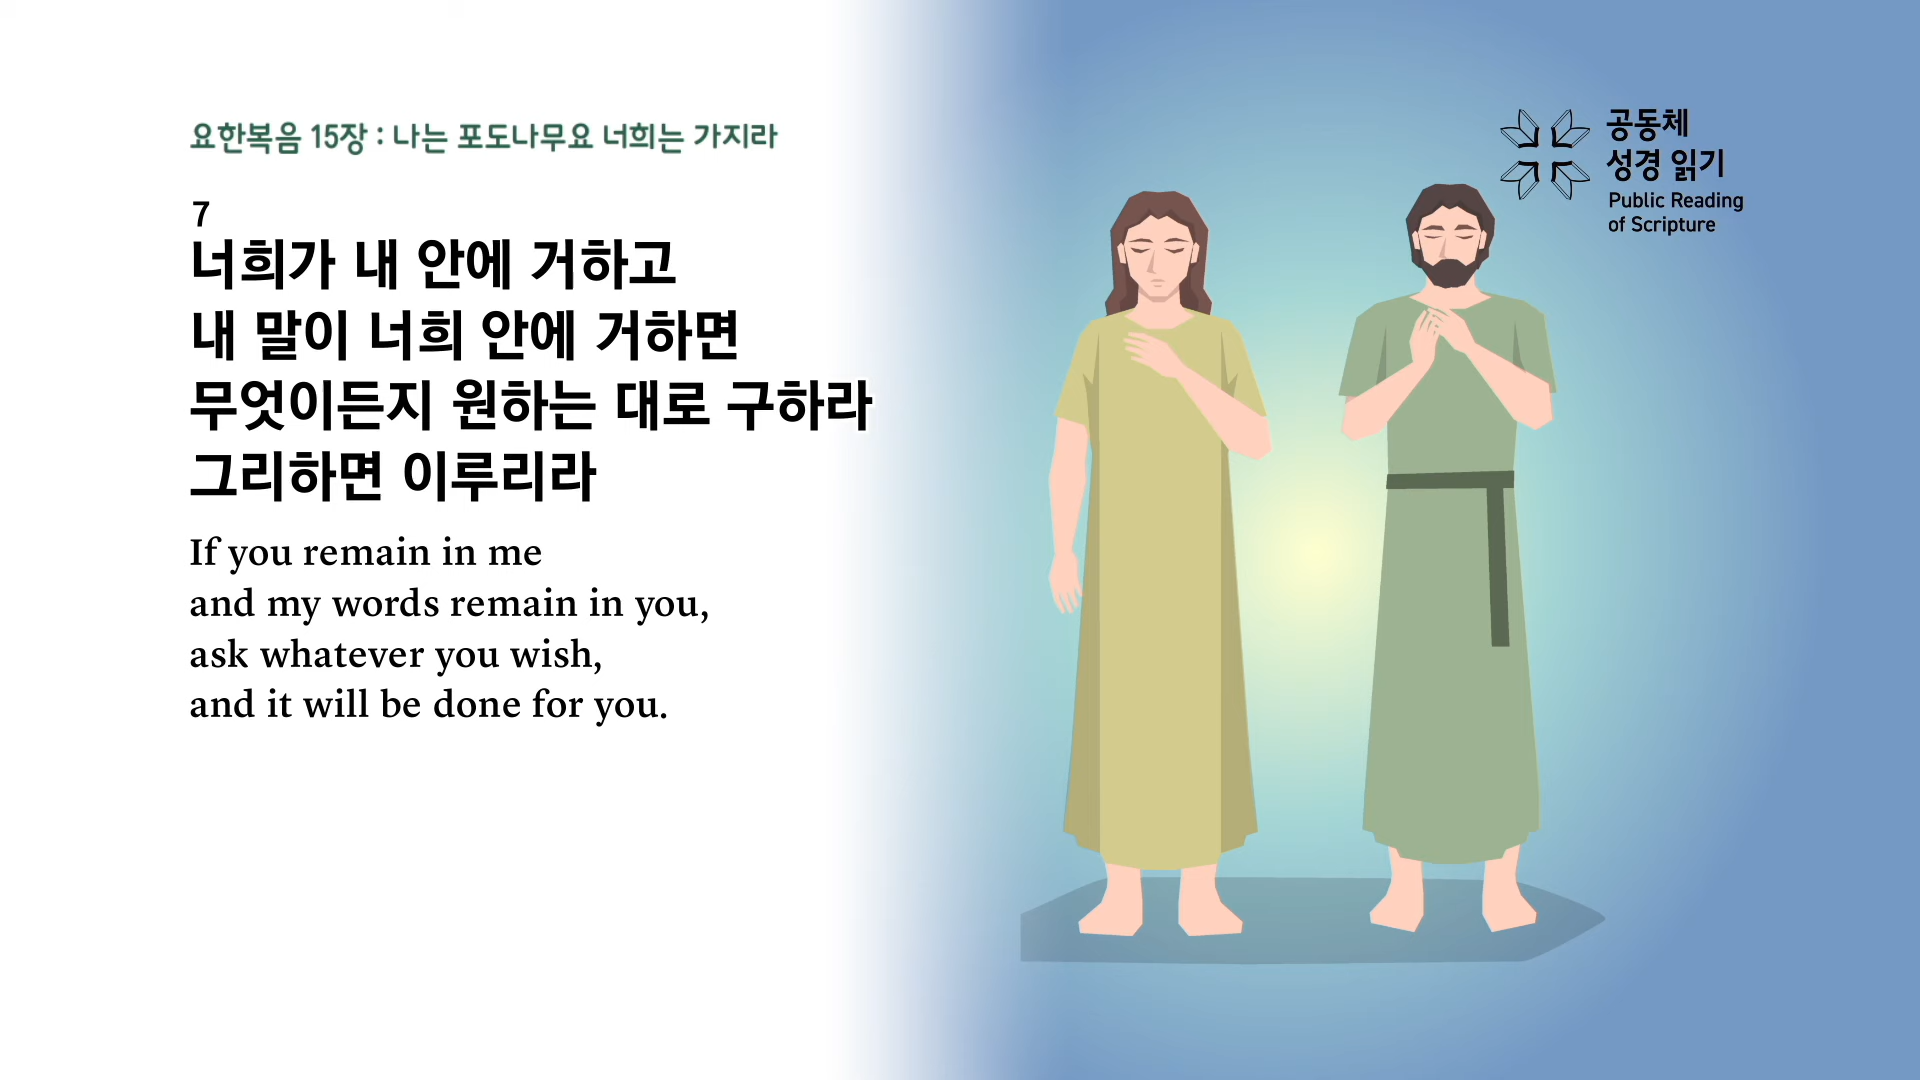 요한복음 15장 : 나는 포도나무요 너희는 가지라
7
너희가 내 안에 거하고
내 말이 너희 안에 거하면
무엇이든지 원하는 대로 구하라
그리하면 이루리라
If you remain in me
and my words remain in you,
ask whatever you wish,
and it will be done for you.
공동체
성경 읽기
Public Reading
of Scripture